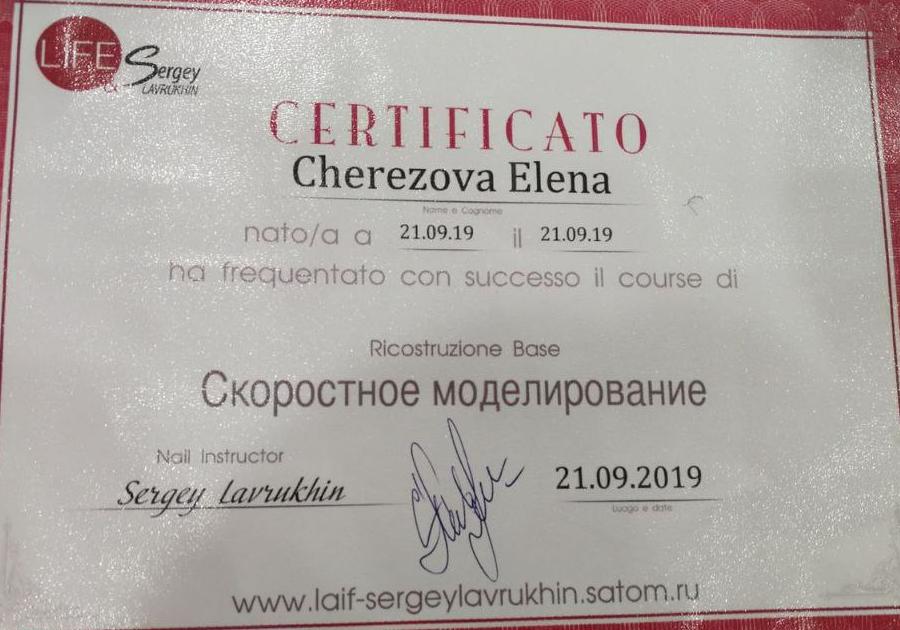 LIFE
& Sergey
LAVRUKHIN
CERTIFICATO
Cherezova Elena
Nome e Cognome
nato/a a 21.09.19 il 21.09.19
ha frequentato con successo il course di
Ricostruzione Base
Скоростное моделирование
Nail Instructor
Sergey Lavrukhin
21.09.2019
Luogo e date
www.laif-sergeylavrukhin.satom.ru